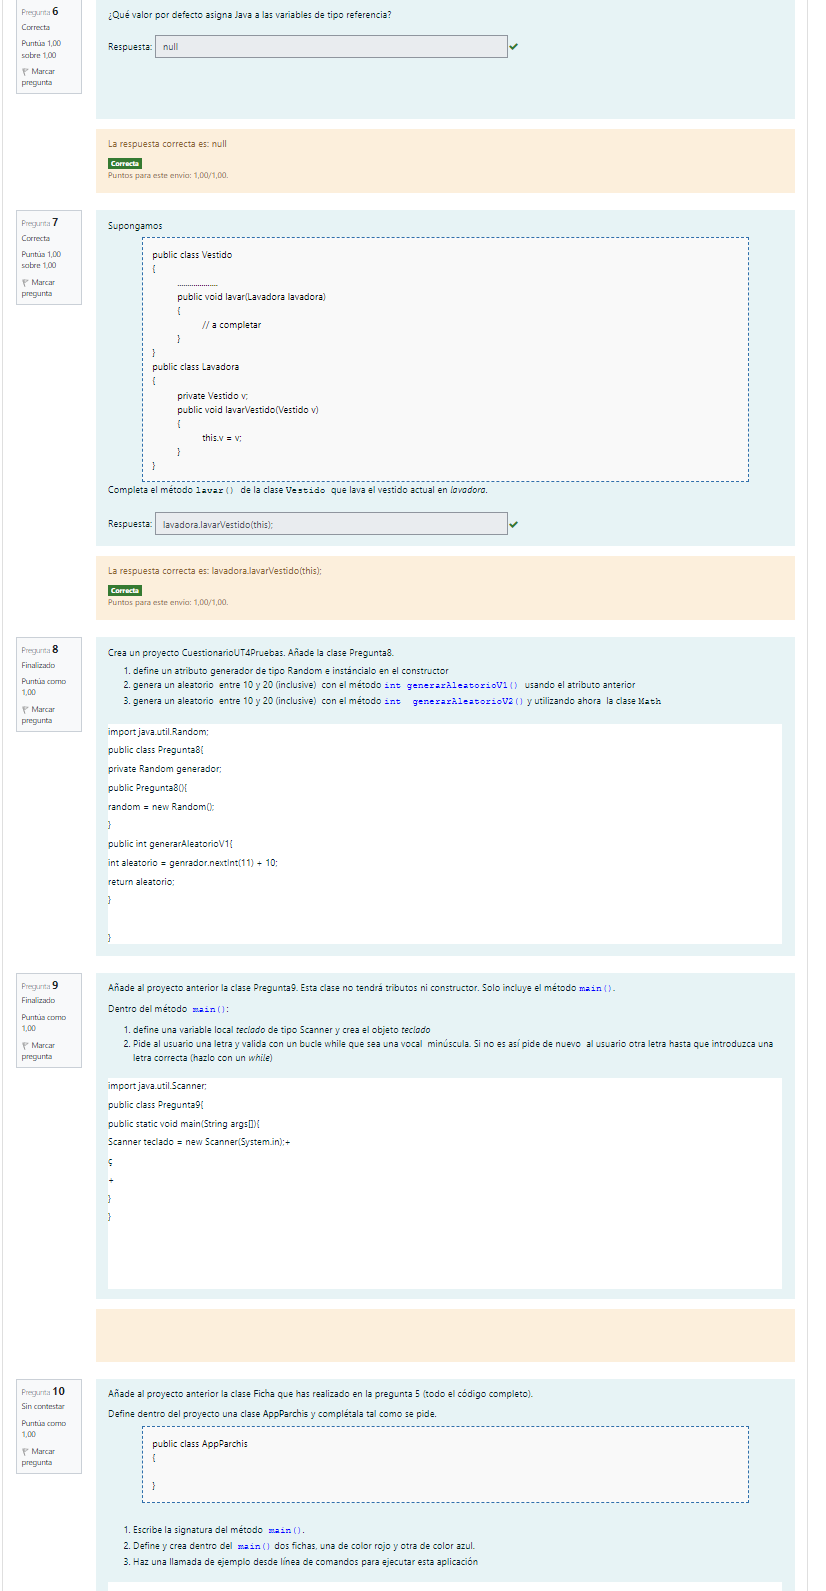 Pregunta 6
Correcta
Puntúa 1,00
sobre 1,00
Marcar
pregunta
¿Qué valor por defecto asigna Java a las variables de tipo referencia?
Respuesta: null
La respuesta correcta es: null
Correcta
Puntos para este envío: 1,00/1,00.
Pregunta 7
Correcta
Puntúa 1,00
sobre 1,00
Marcar
pregunta
Supongamos
public class Vestido
{
....................
public void lavar(Lavadora lavadora)
{
// a completar
}
}
public class Lavadora
{
private Vestido v;
public void lavarVestido(Vestido v)
{
this.v = v;
}
}
Completa el método lavar() de la clase Vestido que lava el vestido actual en lavadora.
Respuesta: lavadora.lavarVestido(this);
La respuesta correcta es: lavadora.lavarVestido(this);
Correcta
Puntos para este envío: 1,00/1,00.
Pregunta 8
Finalizado
Puntúa como
1,00
Marcar
pregunta
Crea un proyecto CuestionarioUT4Pruebas. Añade la clase Pregunta8.
1. define un atributo generador de tipo Random e instáncialo en el constructor
2. genera un aleatorio entre 10 y 20 (inclusive) con el método int generarAleatorioV1() usando el atributo anterior
3. genera un aleatorio entre 10 y 20 (inclusive) con el método int generarAleatorioV2() y utilizando ahora la clase Math
import java.util.Random;
public class Pregunta8{
private Random generador;
public Pregunta8(){
random = new Random();
}
public int generarAleatorioV1{
int aleatorio = genrador.nextInt(11) + 10;
return aleatorio;
}
}
Pregunta 9
Finalizado
Puntúa como
1,00
Marcar
pregunta
Añade al proyecto anterior la clase Pregunta9. Esta clase no tendrá tributos ni constructor. Solo incluye el método main().
Dentro del método main():
1. define una variable local teclado de tipo Scanner y crea el objeto teclado
2. Pide al usuario una letra y valida con un bucle while que sea una vocal minúscula. Si no es así pide de nuevo al usuario otra letra hasta que introduzca una
letra correcta (hazlo con un while)
import java.util.Scanner;
public class Pregunta9{
public static void main(String args[]){
Scanner teclado = new Scanner(System.in);+
ç
+
}
}
Pregunta 10
Sin contestar
Puntúa como
1,00
Marcar
pregunta
Añade al proyecto anterior la clase Ficha que has realizado en la pregunta 5 (todo el código completo).
Define dentro del proyecto una clase AppParchis y complétala tal como se pide.
public class AppParchis
{
}
1. Escribe la signatura del método main().
2. Define y crea dentro del main() dos fichas, una de color rojo y otra de color azul.
3. Haz una llamada de ejemplo desde línea de comandos para ejecutar esta aplicación